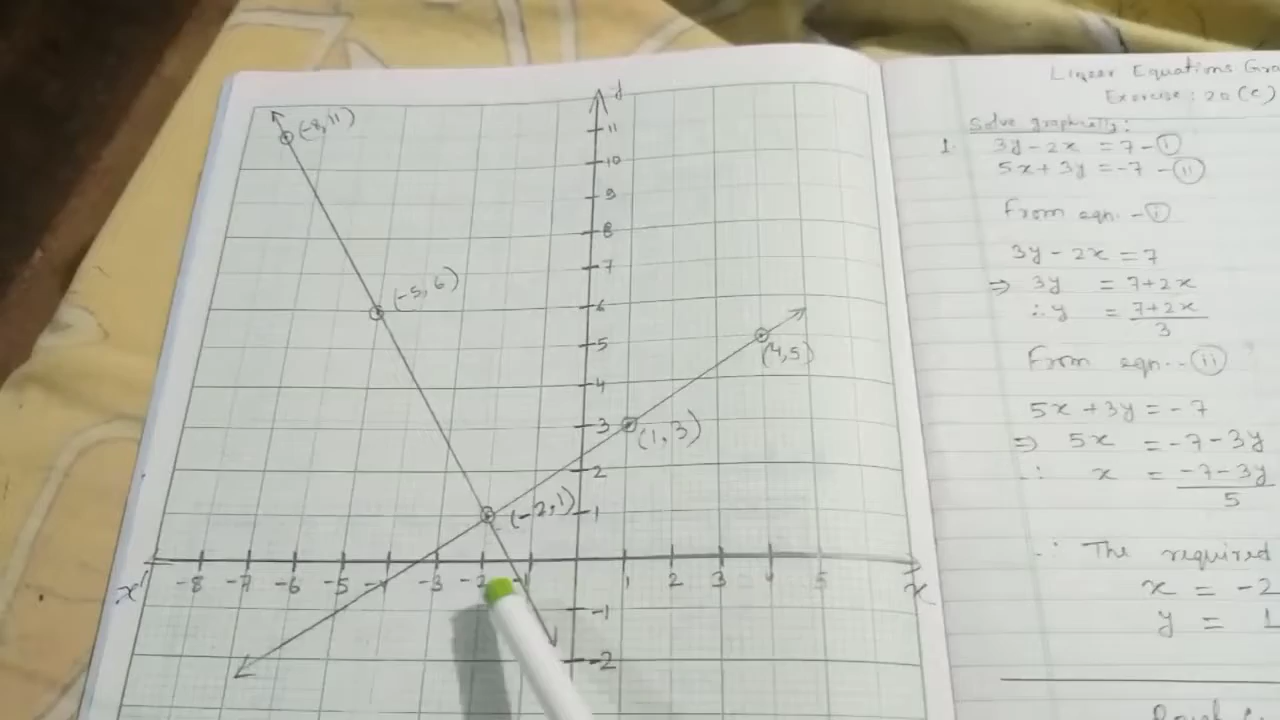 y
11
10
9
8
7
6
5
4
3
2
1
(-8,11)
(-5,6)
(4,5)
(1,3)
(-2,1)
x' -8 -7 -6 -5 -4 -3 -2 -1 1 2 3 4 5 x
-1
-2
Linear Equations Gra
Exercise: 20(C)
Solve graphically:
1. 3y-2x = 7-(i)
5x+3y = -7-(ii)
From eqn.-(i)
3y-2x = 7
⇒ 3y = 7+2x
∴ y = 7+2x
3
From eqn.-(ii)
5x+3y = -7
⇒ 5x = -7-3y
∴ x = -7-3y
5
∴ The required
x = -2
y = 1